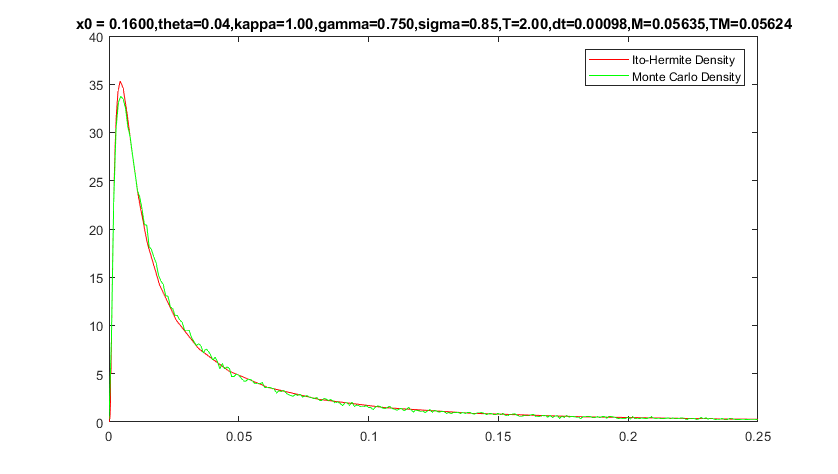 x0 = 0.1600,theta=0.04,kappa=1.00,gamma=0.750,sigma=0.85,T=2.00,dt=0.00098,M=0.05635,TM=0.05624
40
Ito-Hermite Density
Monte Carlo Density
35
30
25
20
15
10
5
0
0 0.05 0.1 0.15 0.2 0.25